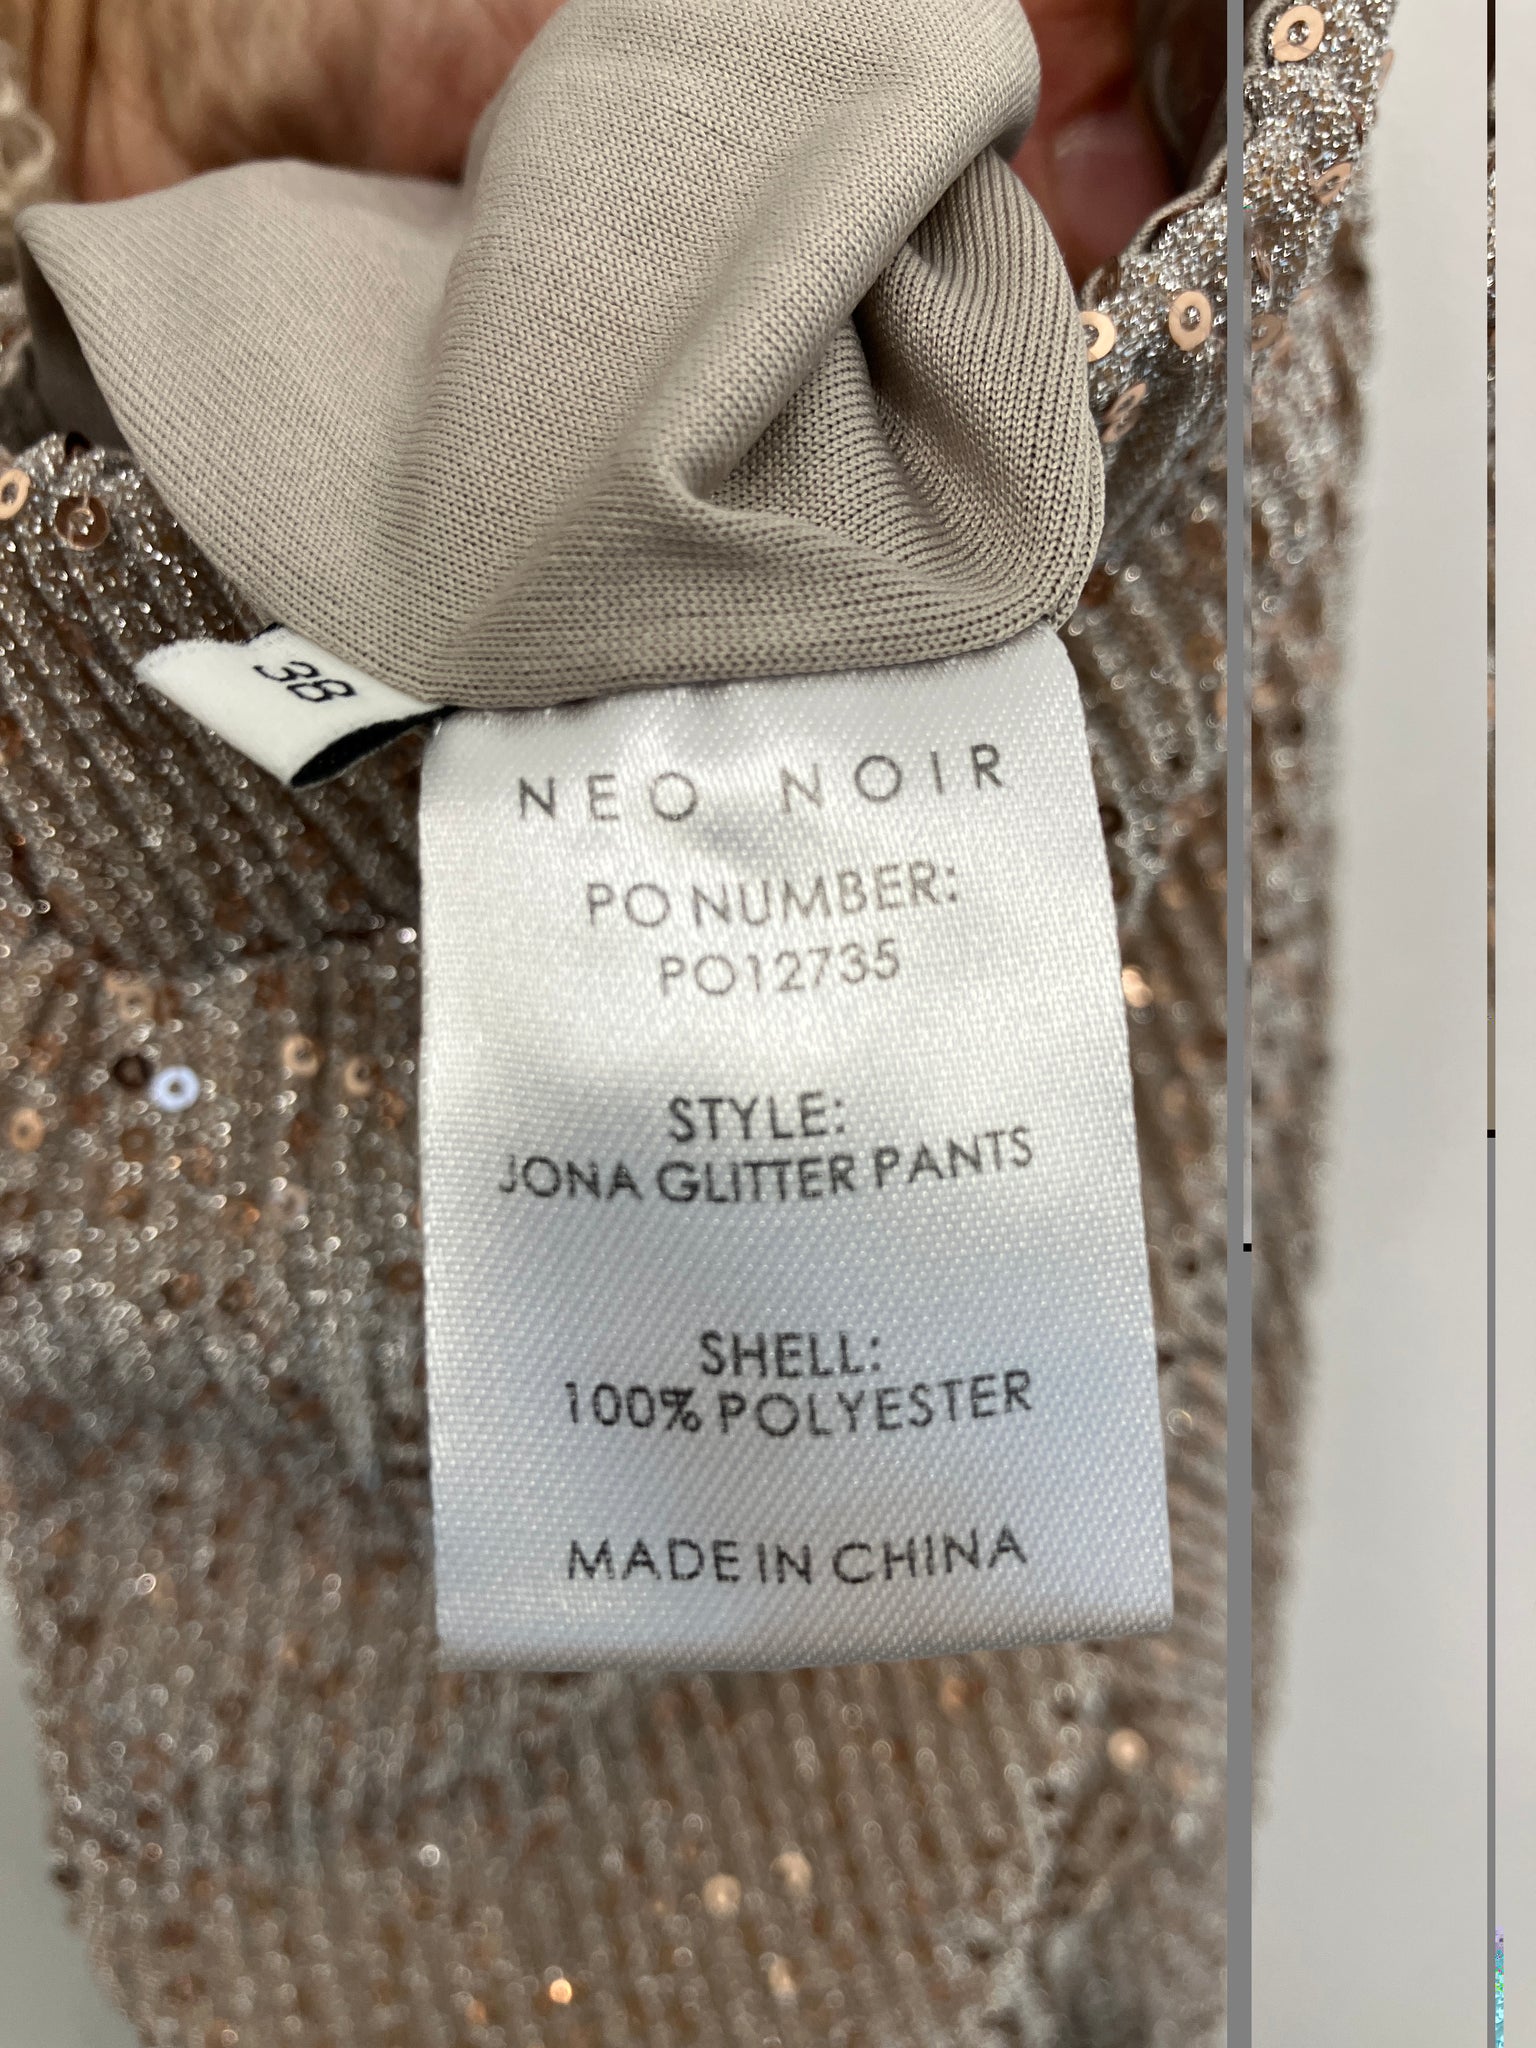 38
NEO NOIR
PO NUMBER:
PO12735
STYLE:
JONA GLITTER PANTS
SHELL:
100% POLYESTER
MADE IN CHINA